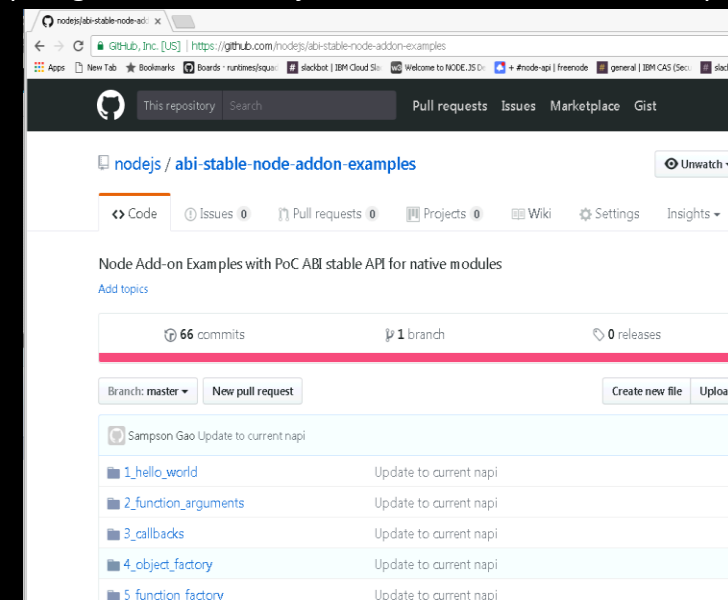 nodejs/abi-stable-node-add
GitHub, Inc. [US] | https://github.com/nodejs/abi-stable-node-addon-examples
Apps New Tab Bookmarks Boards · runtimes/squad slackbot | IBM Cloud Sla Welcome to NODE.JS De + #node-api | freenode general | IBM CAS (Secu slack
This repository Search Pull requests Issues Marketplace Gist
nodejs / abi-stable-node-addon-examples Unwatch
Code Issues 0 Pull requests 0 Projects 0 Wiki Settings Insights
Node Add-on Examples with PoC ABI stable API for native modules
Add topics
66 commits 1 branch 0 releases
Branch: master New pull request Create new file Uploa
Sampson Gao Update to current napi
1_hello_world Update to current napi
2_function_arguments Update to current napi
3_callbacks Update to current napi
4_object_factory Update to current napi
5_function_factory Update to current napi